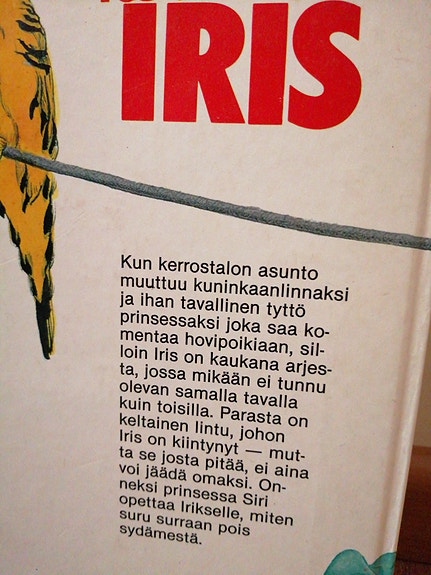 IRIS
Kun kerrostalon asunto
muuttuu kuninkaanlinnaksi
ja ihan tavallinen tyttö
prinsessaksi joka saa ko-
mentaa hovipoikiaan, sil-
loin Iris on kaukana arjes-
ta, jossa mikään ei tunnu
olevan samalla tavalla
kuin toisilla. Parasta on
keltainen lintu, johon
Iris on kiintynyt — mut-
ta se josta pitää, ei aina
voi jäädä omaksi. On-
neksi prinsessa Siri
opettaa Irikselle, miten
suru surraan pois
sydämestä.